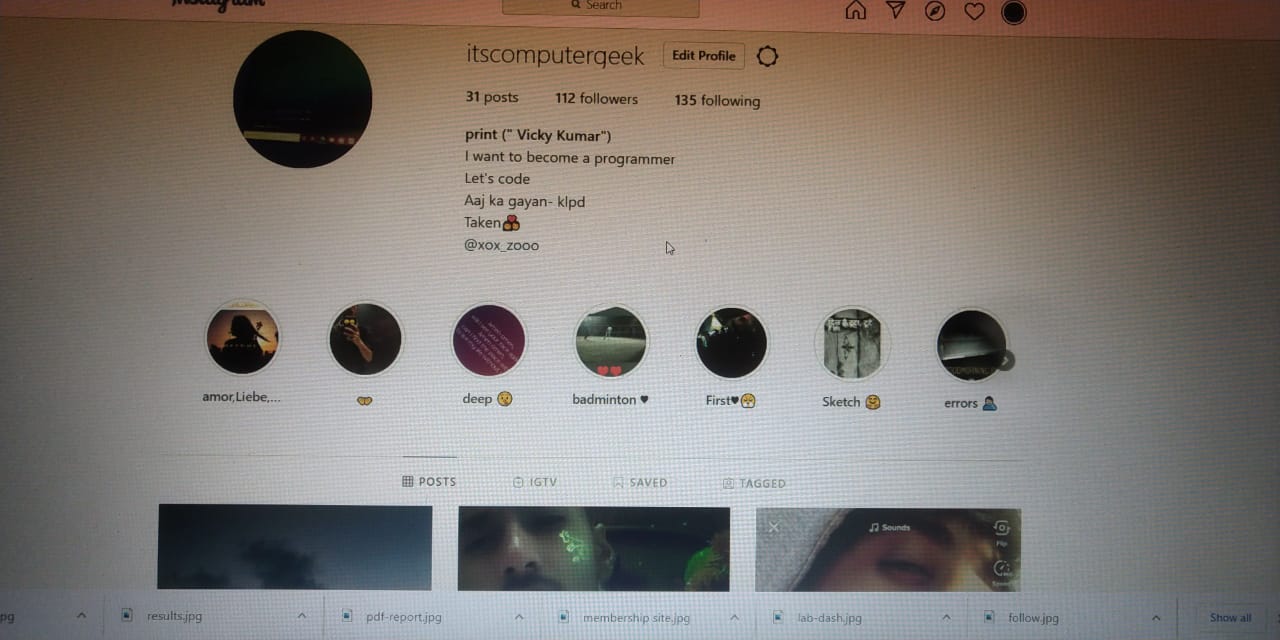 Instagram
Search
itscomputergeek
Edit Profile
31 posts 112 followers 135 following
print (" Vicky Kumar")
I want to become a programmer
Let's code
Aaj ka gayan- klpd
Taken👩‍❤️‍👨
@xox_zooo
amor,Liebe,...
deep
badminton ♥
First♥
Sketch
errors
POSTS
IGTV
SAVED
TAGGED
Sounds
Flip
results.jpg
pdf-report.jpg
membership site.jpg
lab-dash.jpg
follow.jpg
Show all